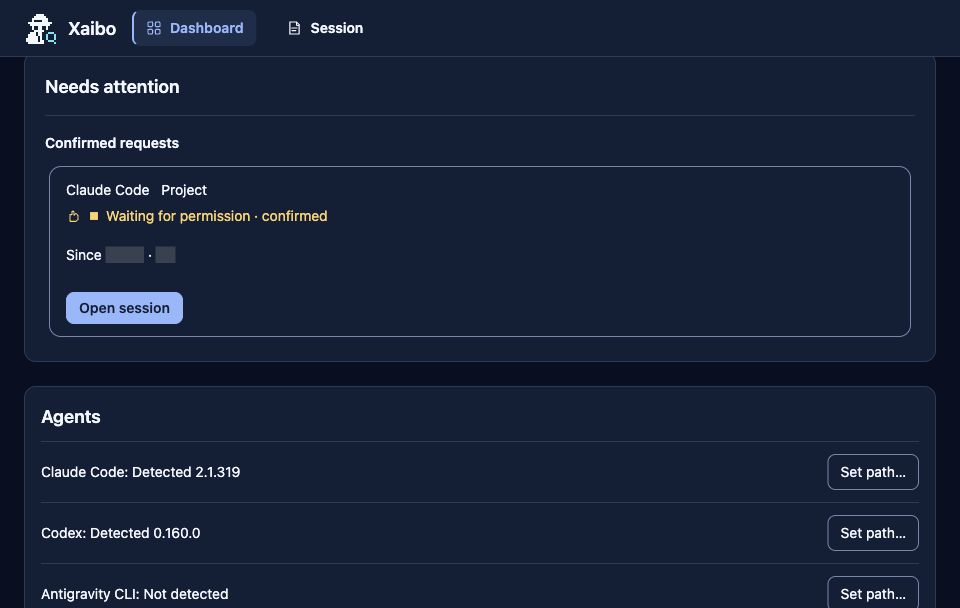 Xaibo
Dashboard
Session
Needs attention
Confirmed requests
Claude Code Project
Waiting for permission · confirmed
Since ·
Open session
Agents
Claude Code: Detected 2.1.319
Set path...
Codex: Detected 0.160.0
Set path...
Antigravity CLI: Not detected
Set path...